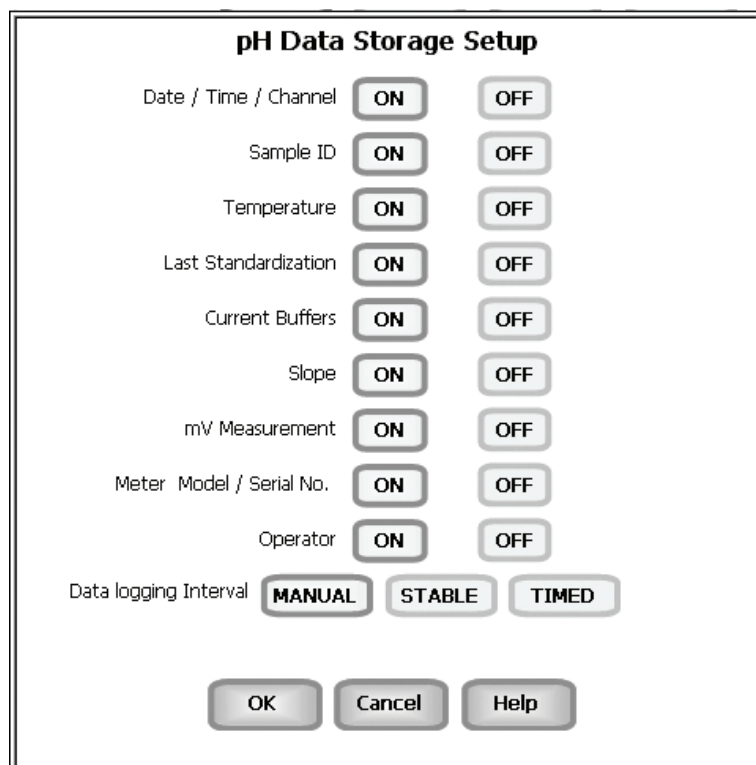 pH Data Storage Setup
Date / Time / Channel ON OFF
Sample ID ON OFF
Temperature ON OFF
Last Standardization ON OFF
Current Buffers ON OFF
Slope ON OFF
mV Measurement ON OFF
Meter Model / Serial No. ON OFF
Operator ON OFF
Data logging Interval MANUAL STABLE TIMED
OK Cancel Help